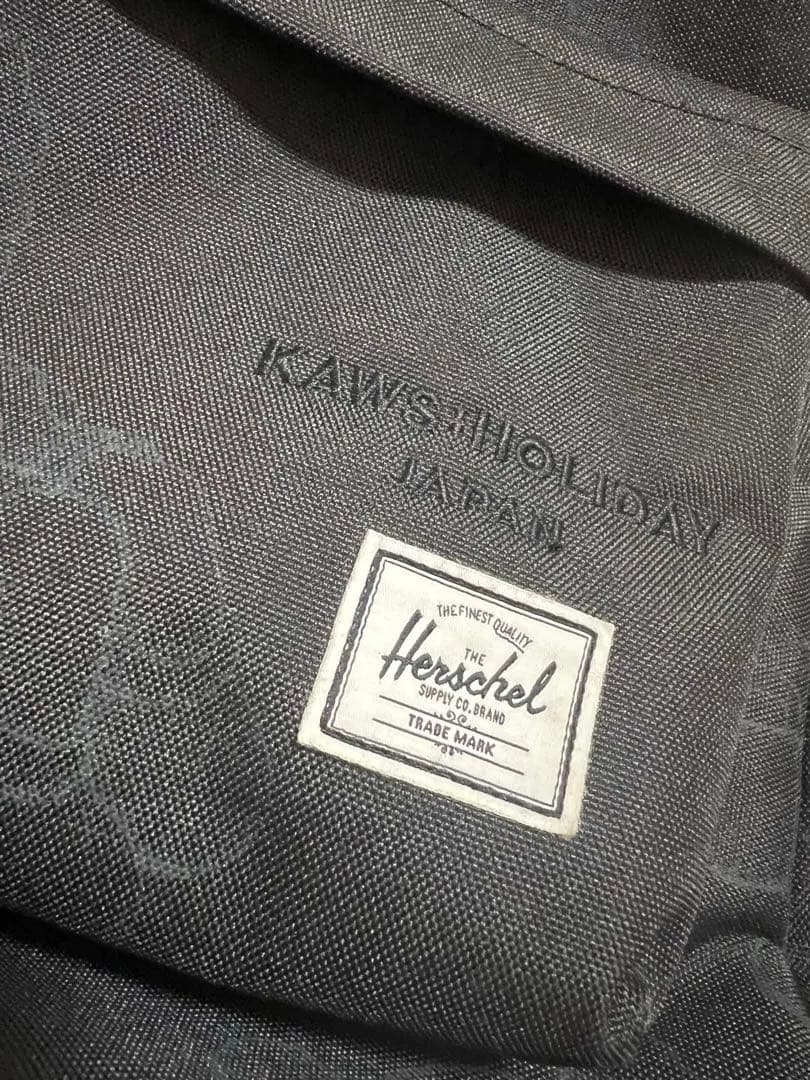 KAWS:HOLIDAY
JAPAN
THE FINEST QUALITY
THE
Herschel
SUPPLY CO. BRAND
TRADE MARK